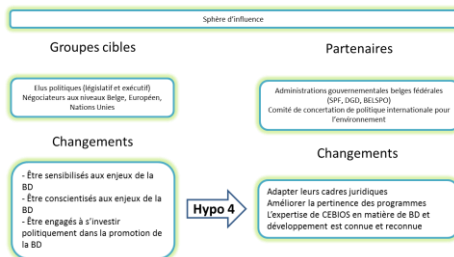 Sphère d'influence
Groupes cibles
Elus politiques (législatif et exécutif)
Négociateurs aux niveaux Belge, Européen,
Nations Unies
Changements
- Être sensibilisés aux enjeux de la
BD
- Être conscientisés aux enjeux de la
BD
- Être engagés à s'investir
politiquement dans la promotion de
la BD
Hypo 4
Partenaires
Administrations gouvernementales belges fédérales
(SPF, DGD, BELSPO)
Comité de concertation de politique internationale pour
l'environnement
Changements
Adapter leurs cadres juridiques
Améliorer la pertinence des programmes
L'expertise de CEBIOS en matière de BD et
développement est connue et reconnue